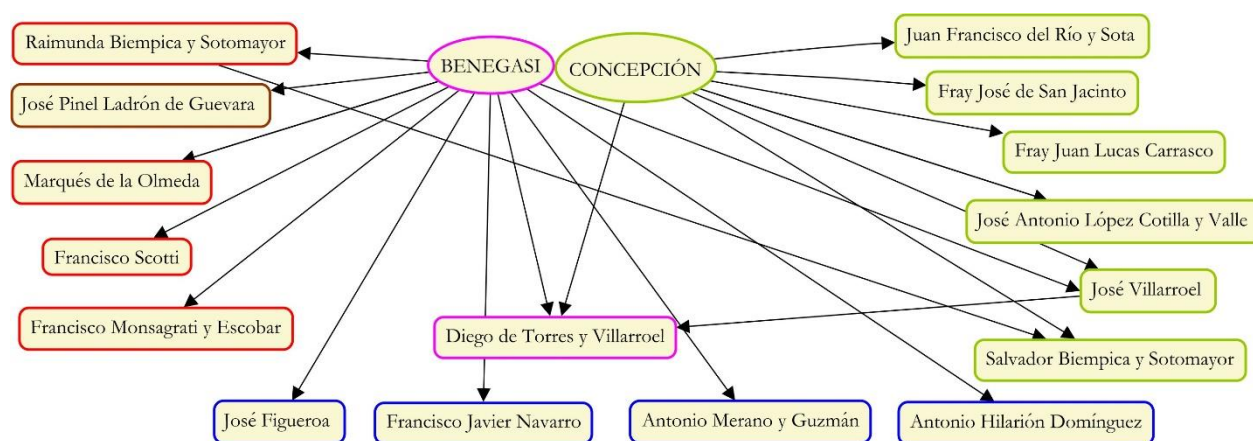 Raimunda Biempica y Sotomayor
BENEGASI
CONCEPCIÓN
Juan Francisco del Río y Sota
José Pinel Ladrón de Guevara
Fray José de San Jacinto
Fray Juan Lucas Carrasco
Marqués de la Olmeda
José Antonio López Cotilla y Valle
Francisco Scotti
José Villarroel
Francisco Monsagrati y Escobar
Diego de Torres y Villarroel
Salvador Biempica y Sotomayor
José Figueroa
Francisco Javier Navarro
Antonio Merano y Guzmán
Antonio Hilarión Domínguez